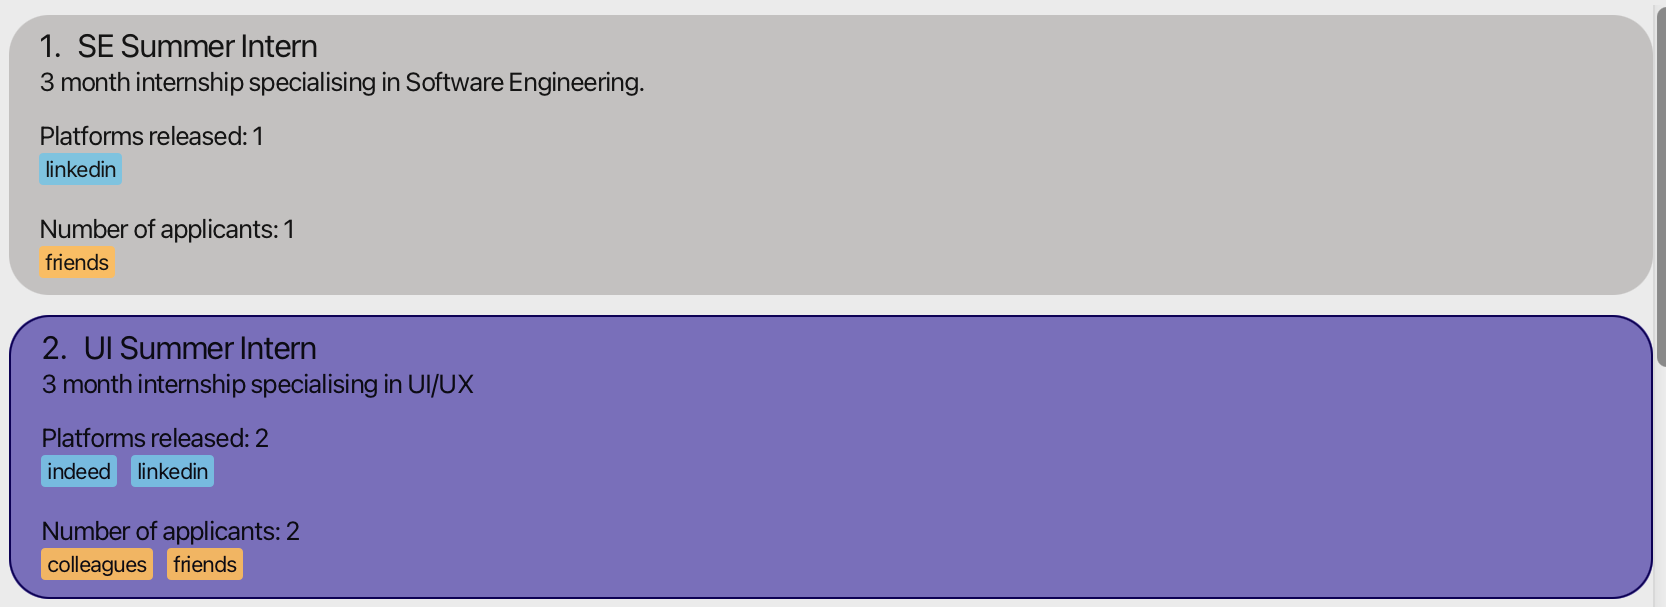 1. SE Summer Intern
3 month internship specialising in Software Engineering.
Platforms released: 1
linkedin
Number of applicants: 1
friends
2. UI Summer Intern
3 month internship specialising in UI/UX
Platforms released: 2
indeed linkedin
Number of applicants: 2
colleagues friends